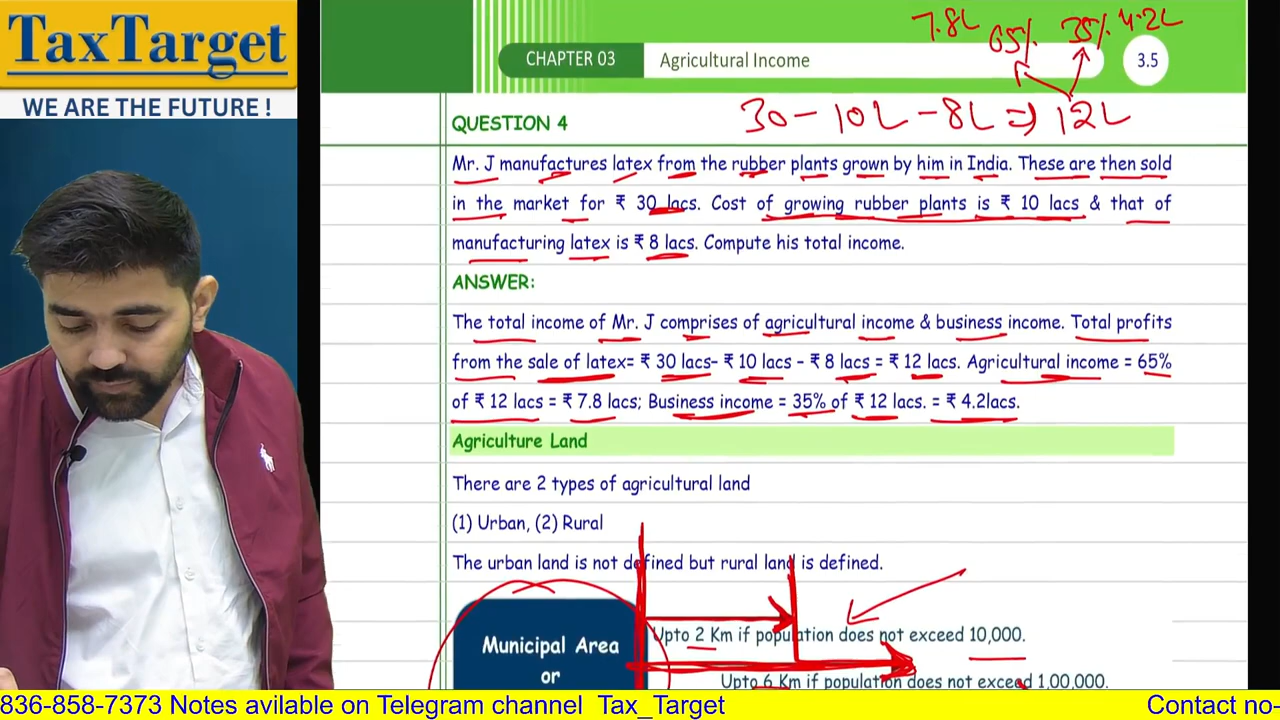 TaxTarget
WE ARE THE FUTURE !
7.8L 65% 35% 4.2L
CHAPTER 03 Agricultural Income 3.5
30 - 10L - 8L ⇒ 12L
QUESTION 4
Mr. J manufactures latex from the rubber plants grown by him in India. These are then sold
in the market for ₹ 30 lacs. Cost of growing rubber plants is ₹ 10 lacs & that of
manufacturing latex is ₹ 8 lacs. Compute his total income.
ANSWER:
The total income of Mr. J comprises of agricultural income & business income. Total profits
from the sale of latex= ₹ 30 lacs- ₹ 10 lacs - ₹ 8 lacs = ₹ 12 lacs. Agricultural income = 65%
of ₹ 12 lacs = ₹ 7.8 lacs; Business income = 35% of ₹ 12 lacs. = ₹ 4.2lacs.
Agriculture Land
There are 2 types of agricultural land
(1) Urban, (2) Rural
The urban land is not defined but rural land is defined.
Municipal Area
or
Upto 2 Km if population does not exceed 10,000.
Upto 6 Km if population does not exceed 1,00,000.
836-858-7373 Notes avilable on Telegram channel Tax_Target Contact no-